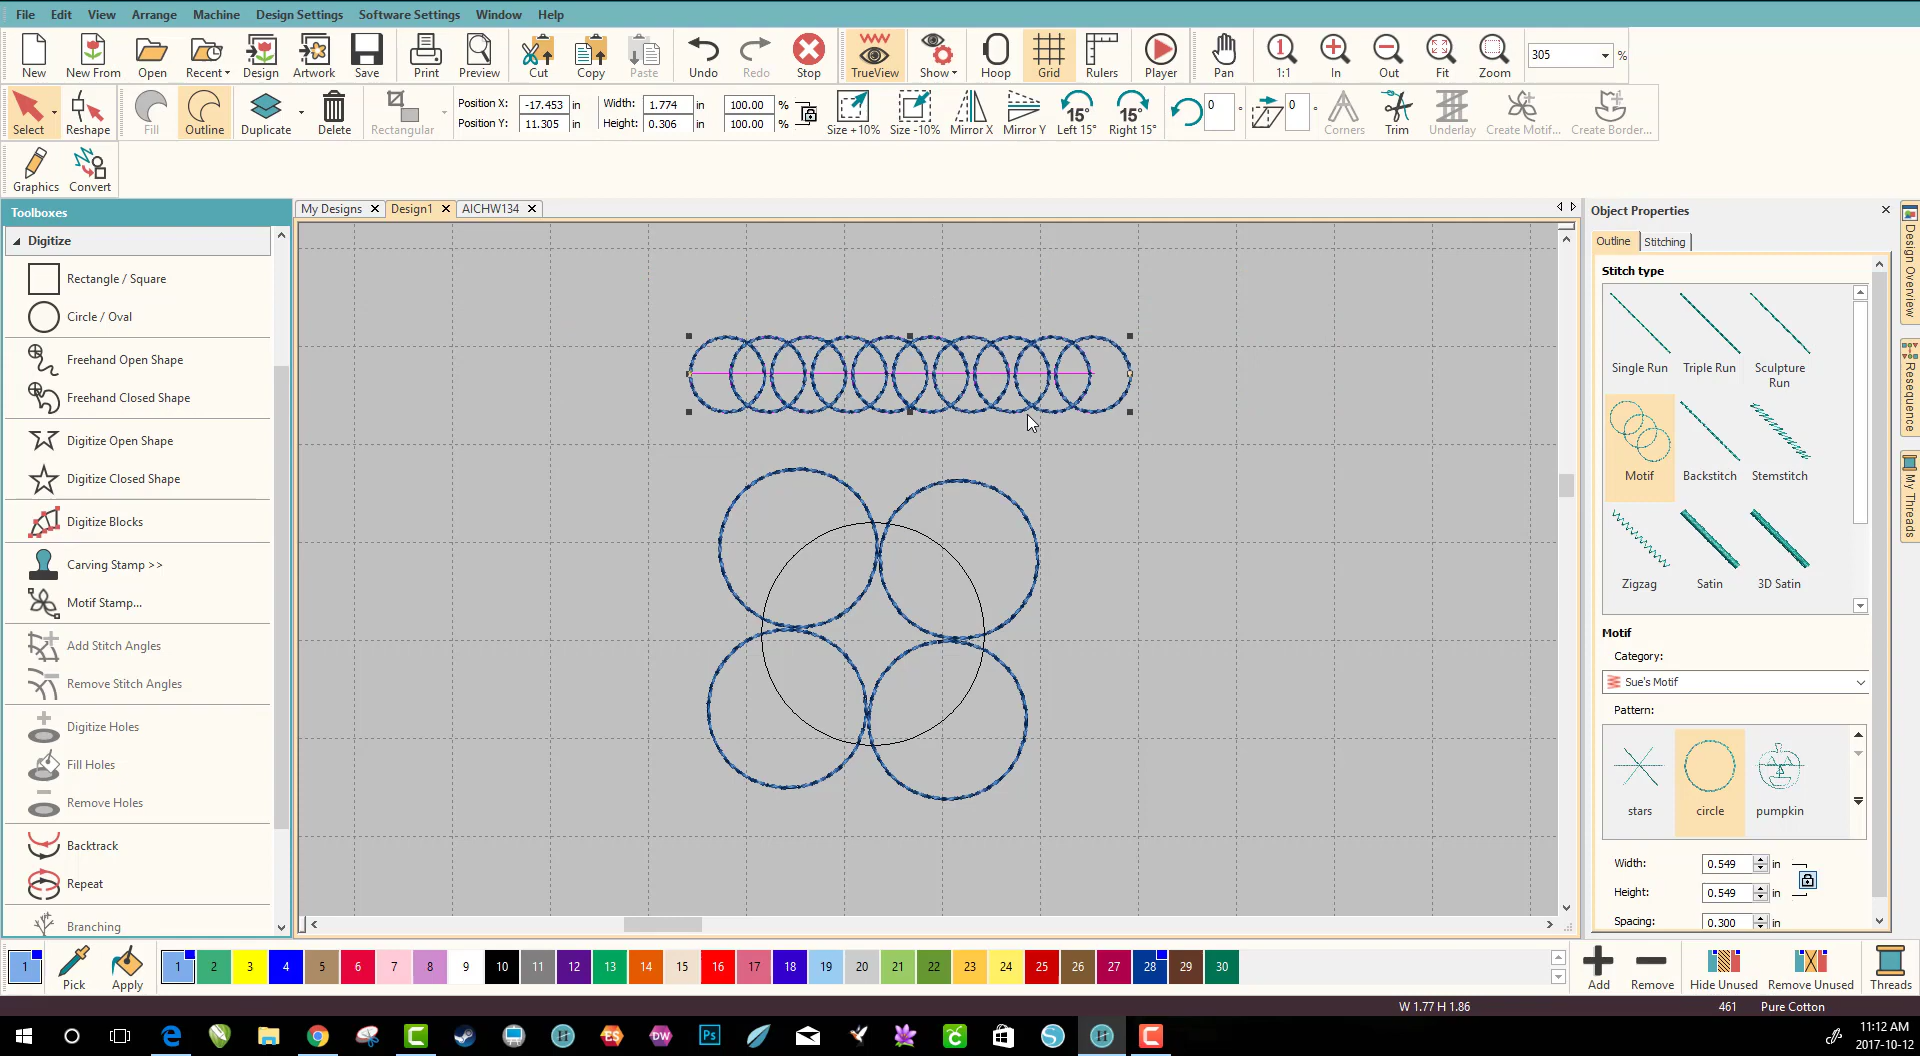 File Edit View Arrange Machine Design Settings Software Settings Window Help
New New From Open Recent Design Artwork Save Print Preview Cut Copy Paste Undo Redo Stop TrueView Show Hoop Grid Rulers Player Pan 1:1 In Out Fit Zoom 305 %
Select Reshape Fill Outline Duplicate Delete Rectangular Position X: -17.453 in Width: 1.774 in 100.00 % Size +10% Size -10% Mirror X Mirror Y Left 15° Right 15° 0 ° 0 ° Corners Trim Underlay Create Motif... Create Border...
Position Y: 11.305 in Height: 0.306 in 100.00 %
Graphics Convert
Toolboxes
Digitize
Rectangle / Square
Circle / Oval
Freehand Open Shape
Freehand Closed Shape
Digitize Open Shape
Digitize Closed Shape
Digitize Blocks
Carving Stamp >>
Motif Stamp...
Add Stitch Angles
Remove Stitch Angles
Digitize Holes
Fill Holes
Remove Holes
Backtrack
Repeat
Branching
My Designs Design1 AICHW134
Object Properties
Outline Stitching
Stitch type
Single Run Triple Run Sculpture Run
Motif Backstitch Stemstitch
Zigzag Satin 3D Satin
Motif
Category:
Sue's Motif
Pattern:
stars circle pumpkin
Width: 0.549 in
Height: 0.549 in
Spacing: 0.300 in
Design Overview
Resequence
My Threads
1 Pick Apply 1 2 3 4 5 6 7 8 9 10 11 12 13 14 15 16 17 18 19 20 21 22 23 24 25 26 27 28 29 30 Add Remove Hide Unused Remove Unused Threads
W 1.77 H 1.86 461 Pure Cotton
11:12 AM
2017-10-12